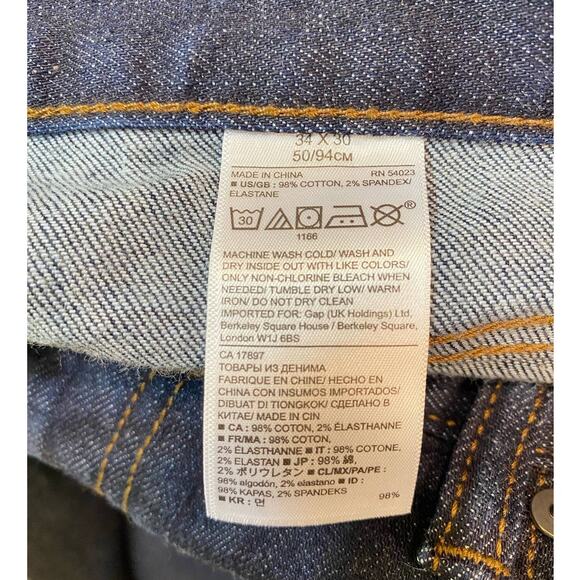 34 X 30
50/94CM
MADE IN CHINA RN 54023
■ US/GB: 98% COTTON, 2% SPANDEX/
ELASTANE
30 ®
1166
MACHINE WASH COLD/ WASH AND
DRY INSIDE OUT WITH LIKE COLORS/
ONLY NON-CHLORINE BLEACH WHEN
NEEDED/ TUMBLE DRY LOW/ WARM
IRON/ DO NOT DRY CLEAN
IMPORTED FOR: Gap (UK Holdings) Ltd,
Berkeley Square House / Berkeley Square,
London W1J 6BS
CA 17897
ТОВАРЫ ИЗ ДЕНИМА
FABRIQUE EN CHINE/ HECHO EN
CHINA CON INSUMOS IMPORTADOS/
DIBUAT DI TIONGKOK/ СДЕЛАНО В
КИТАЕ/ MADE IN CIN
■ CA : 98% COTON, 2% ÉLASTHANNE
■ FR/MA : 98% COTON,
2% ÉLASTHANNE ■ IT : 98% COTONE,
2% ELASTAN ■ JP : 98% 綿,
2% ポリウレタン ■ CL/MX/PA/PE :
98% algodón, 2% elastano ■ ID :
98% KAPAS, 2% SPANDEKS
■ KR : 면 98%